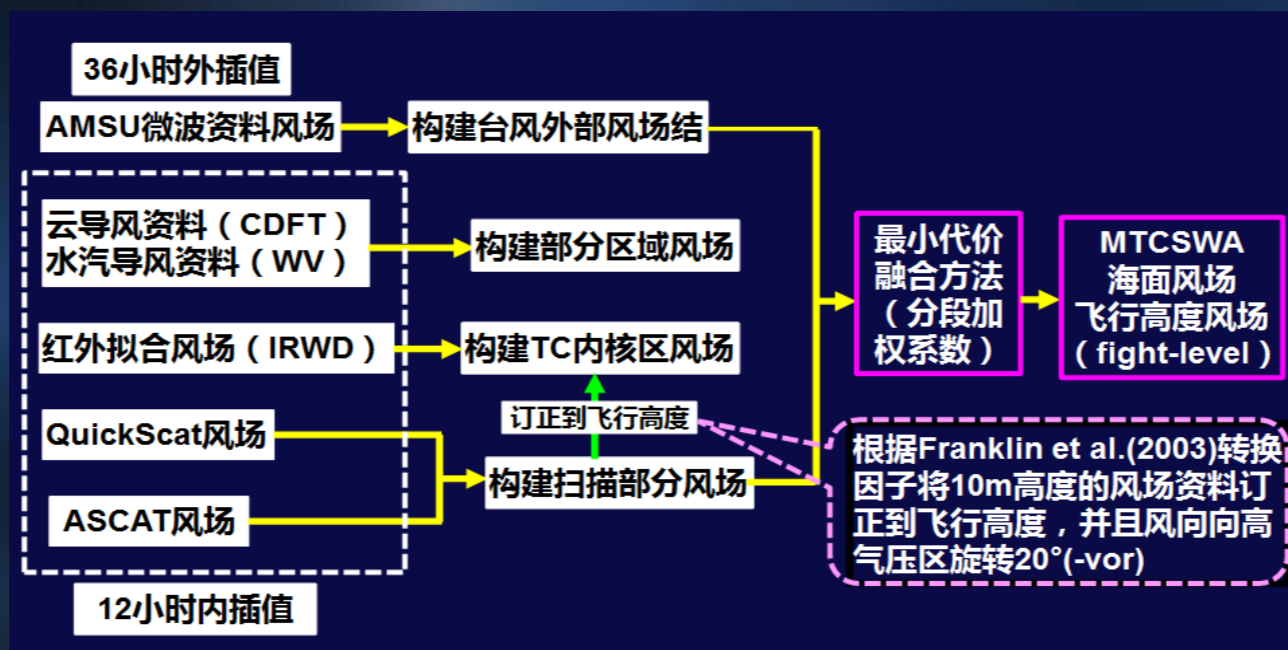 36小时外插值
AMSU微波资料风场
构建台风外部风场结
云导风资料（CDFT）
水汽导风资料（WV）
构建部分区域风场
红外拟合风场（IRWD）
构建TC内核区风场
订正到飞行高度
QuickScat风场
ASCAT风场
构建扫描部分风场
12小时内插值
最小代价
融合方法
（分段加
权系数）
MTCSWA
海面风场
飞行高度风场
（fight-level）
根据Franklin et al.(2003)转换
因子将10m高度的风场资料订
正到飞行高度，并且风向向高
气压区旋转20°(-vor)